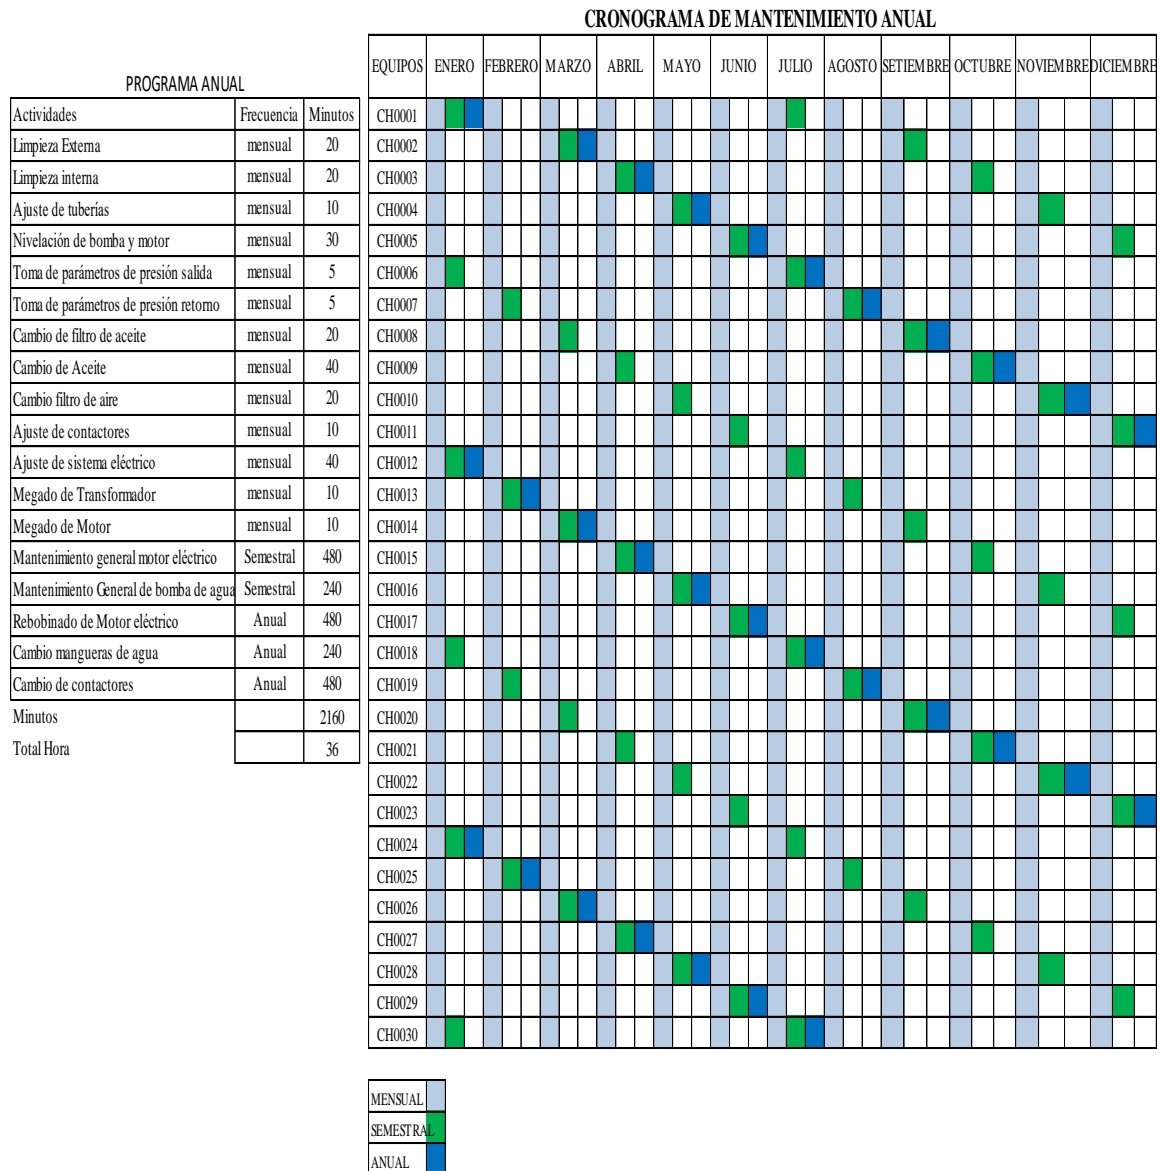 CRONOGRAMA DE MANTENIMIENTO ANUAL
EQUIPOS ENERO FEBRERO MARZO ABRIL MAYO JUNIO JULIO AGOSTO SETIEMBRE OCTUBRE NOVIEMBRE DICIEMBRE
PROGRAMA ANUAL
Actividades Frecuencia Minutos CH0001
Limpieza Externa mensual 20 CH0002
Limpieza interna mensual 20 CH0003
Ajuste de tuberías mensual 10 CH0004
Nivelación de bomba y motor mensual 30 CH0005
Toma de parámetros de presión salida mensual 5 CH0006
Toma de parámetros de presión retorno mensual 5 CH0007
Cambio de filtro de aceite mensual 20 CH0008
Cambio de Aceite mensual 40 CH0009
Cambio filtro de aire mensual 20 CH0010
Ajuste de contactores mensual 10 CH0011
Ajuste de sistema eléctrico mensual 40 CH0012
Megado de Transformador mensual 10 CH0013
Megado de Motor mensual 10 CH0014
Mantenimiento general motor eléctrico Semestral 480 CH0015
Mantenimiento General de bomba de agua Semestral 240 CH0016
Rebobinado de Motor eléctrico Anual 480 CH0017
Cambio mangueras de agua Anual 240 CH0018
Cambio de contactores Anual 480 CH0019
Minutos 2160 CH0020
Total Hora 36 CH0021
CH0022
CH0023
CH0024
CH0025
CH0026
CH0027
CH0028
CH0029
CH0030
MENSUAL
SEMESTRAL
ANUAL